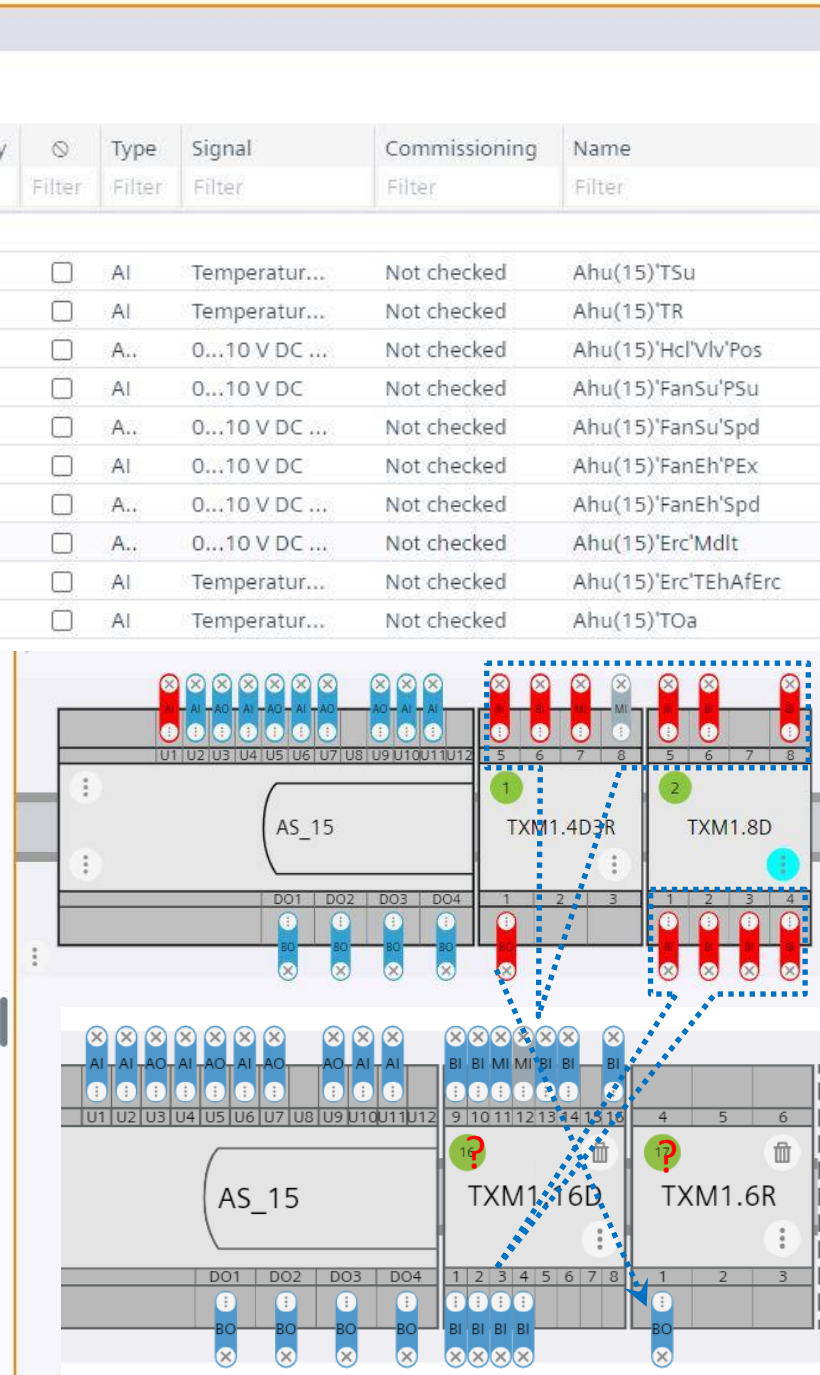 y Type Signal Commissioning Name
Filter Filter Filter Filter Filter
AI Temperatur... Not checked Ahu(15)'TSu
AI Temperatur... Not checked Ahu(15)'TR
A.. 0...10 V DC ... Not checked Ahu(15)'Hcl'Vlv'Pos
AI 0...10 V DC Not checked Ahu(15)'FanSu'PSu
A.. 0...10 V DC ... Not checked Ahu(15)'FanSu'Spd
AI 0...10 V DC Not checked Ahu(15)'FanEh'PEx
A.. 0...10 V DC ... Not checked Ahu(15)'FanEh'Spd
A.. 0...10 V DC ... Not checked Ahu(15)'Erc'Mdlt
AI Temperatur... Not checked Ahu(15)'Erc'TEhAfErc
AI Temperatur... Not checked Ahu(15)'TOa
AI AI AO AI AO AI AO AO AI AI BI BI MI MI BI BI BI
U1 U2 U3 U4 U5 U6 U7 U8 U9 U10 U11 U12 5 6 7 8 5 6 7 8
1 2
AS_15 TXM1.4D3R TXM1.8D
DO1 DO2 DO3 DO4 1 2 3 1 2 3 4
BO BO BO BO BO BI BI BI BI
AI AI AO AI AO AI AO AO AI AI BI BI MI MI BI BI BI
U1 U2 U3 U4 U5 U6 U7 U8 U9 U10 U11 U12 9 10 11 12 13 14 15 16 4 5 6
16 ? 17 ?
AS_15 TXM1.16D TXM1.6R
DO1 DO2 DO3 DO4 1 2 3 4 5 6 7 8 1 2 3
BO BO BO BO BI BI BI BI BO